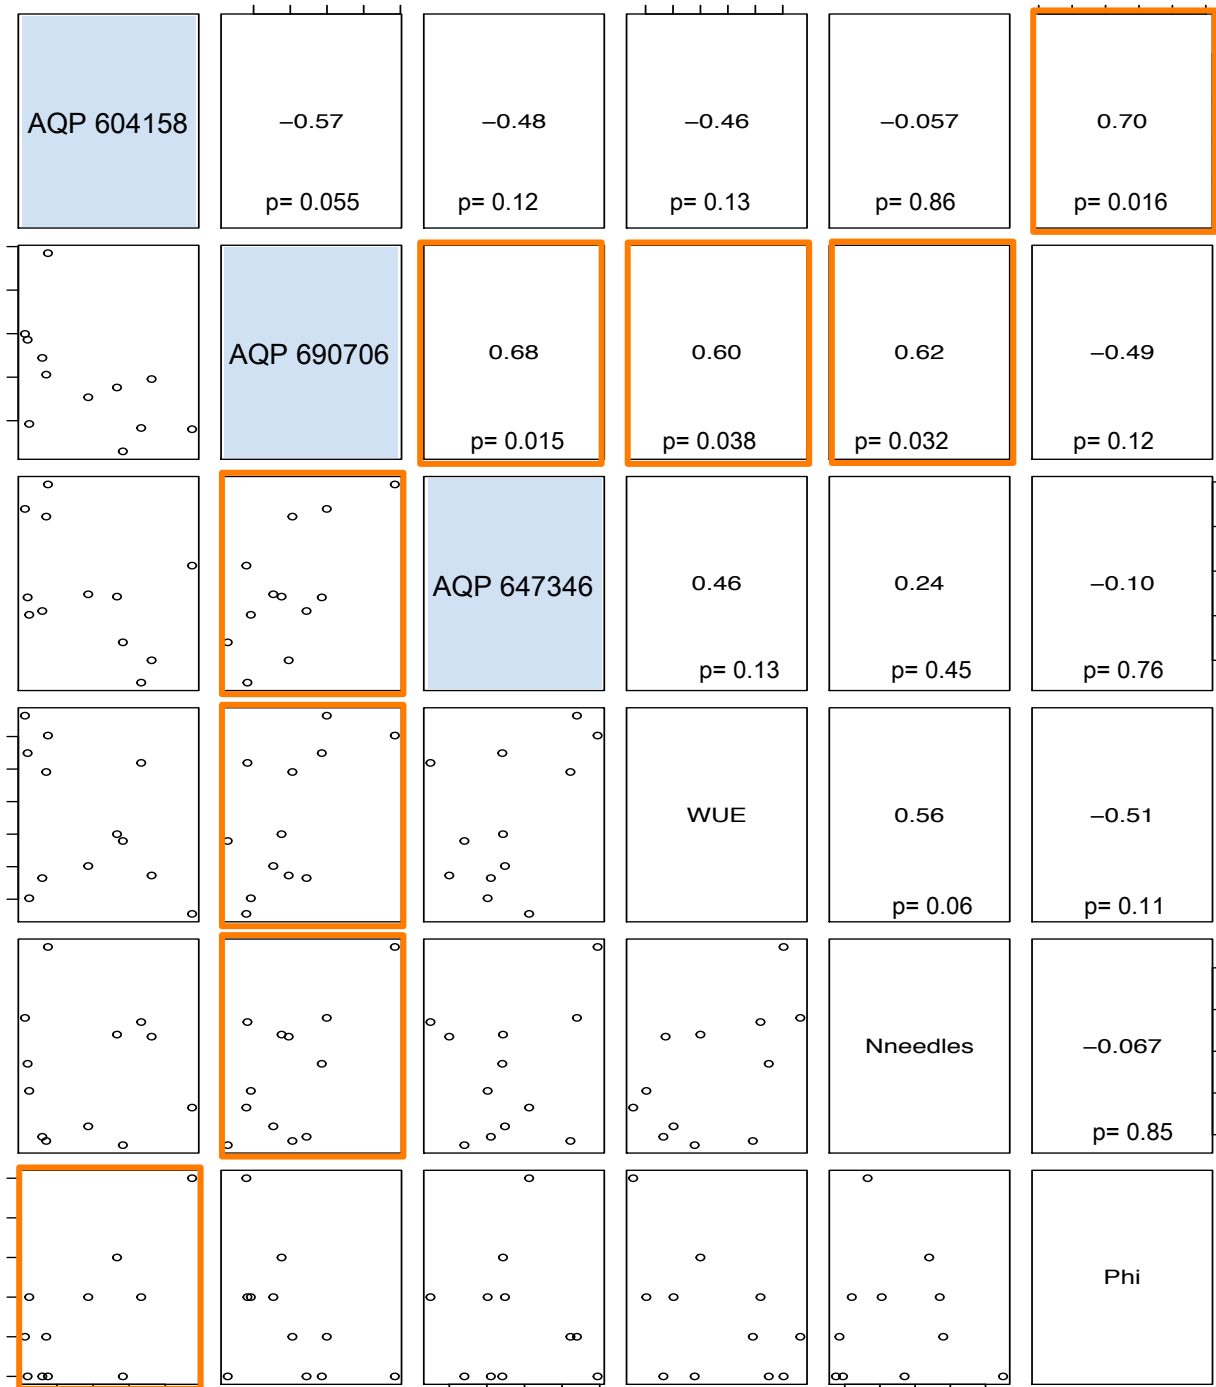 AQP 604158
−0.57
−0.48
−0.46
−0.057
0.70
p= 0.055
p= 0.12
p= 0.13
p= 0.86
p= 0.016
AQP 690706
0.68
0.60
0.62
−0.49
p= 0.015
p= 0.038
p= 0.032
p= 0.12
AQP 647346
0.46
0.24
−0.10
p= 0.13
p= 0.45
p= 0.76
WUE
0.56
−0.51
p= 0.06
p= 0.11
Nneedles
−0.067
p= 0.85
Phi